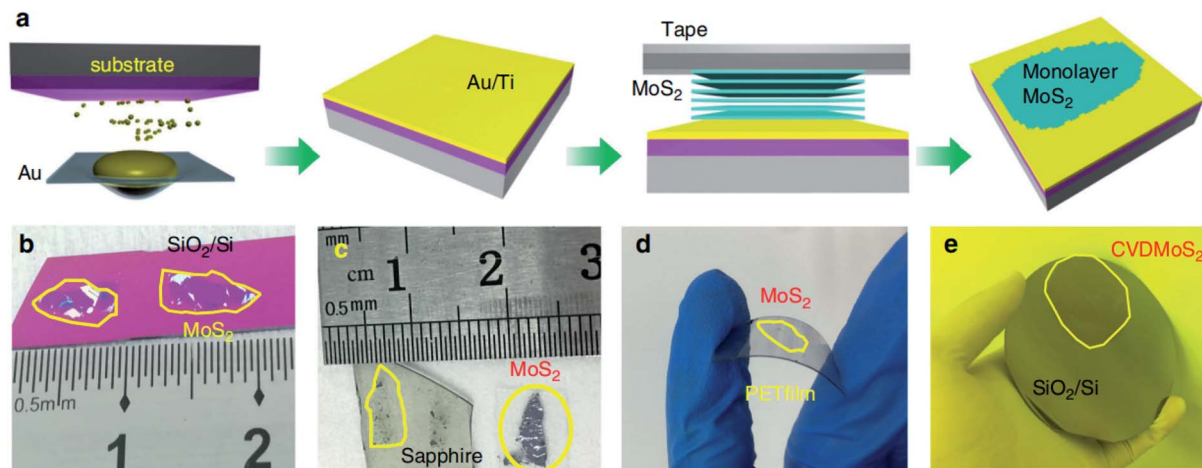 a
substrate
Au
Au/Ti
Tape
MoS₂
Monolayer
MoS₂
b
SiO₂/Si
MoS₂
0.5mm
1
2
c
mm
cm
1
2
3
0.5mm
MoS₂
Sapphire
d
MoS₂
PETfilm
e
CVDMoS₂
SiO₂/Si